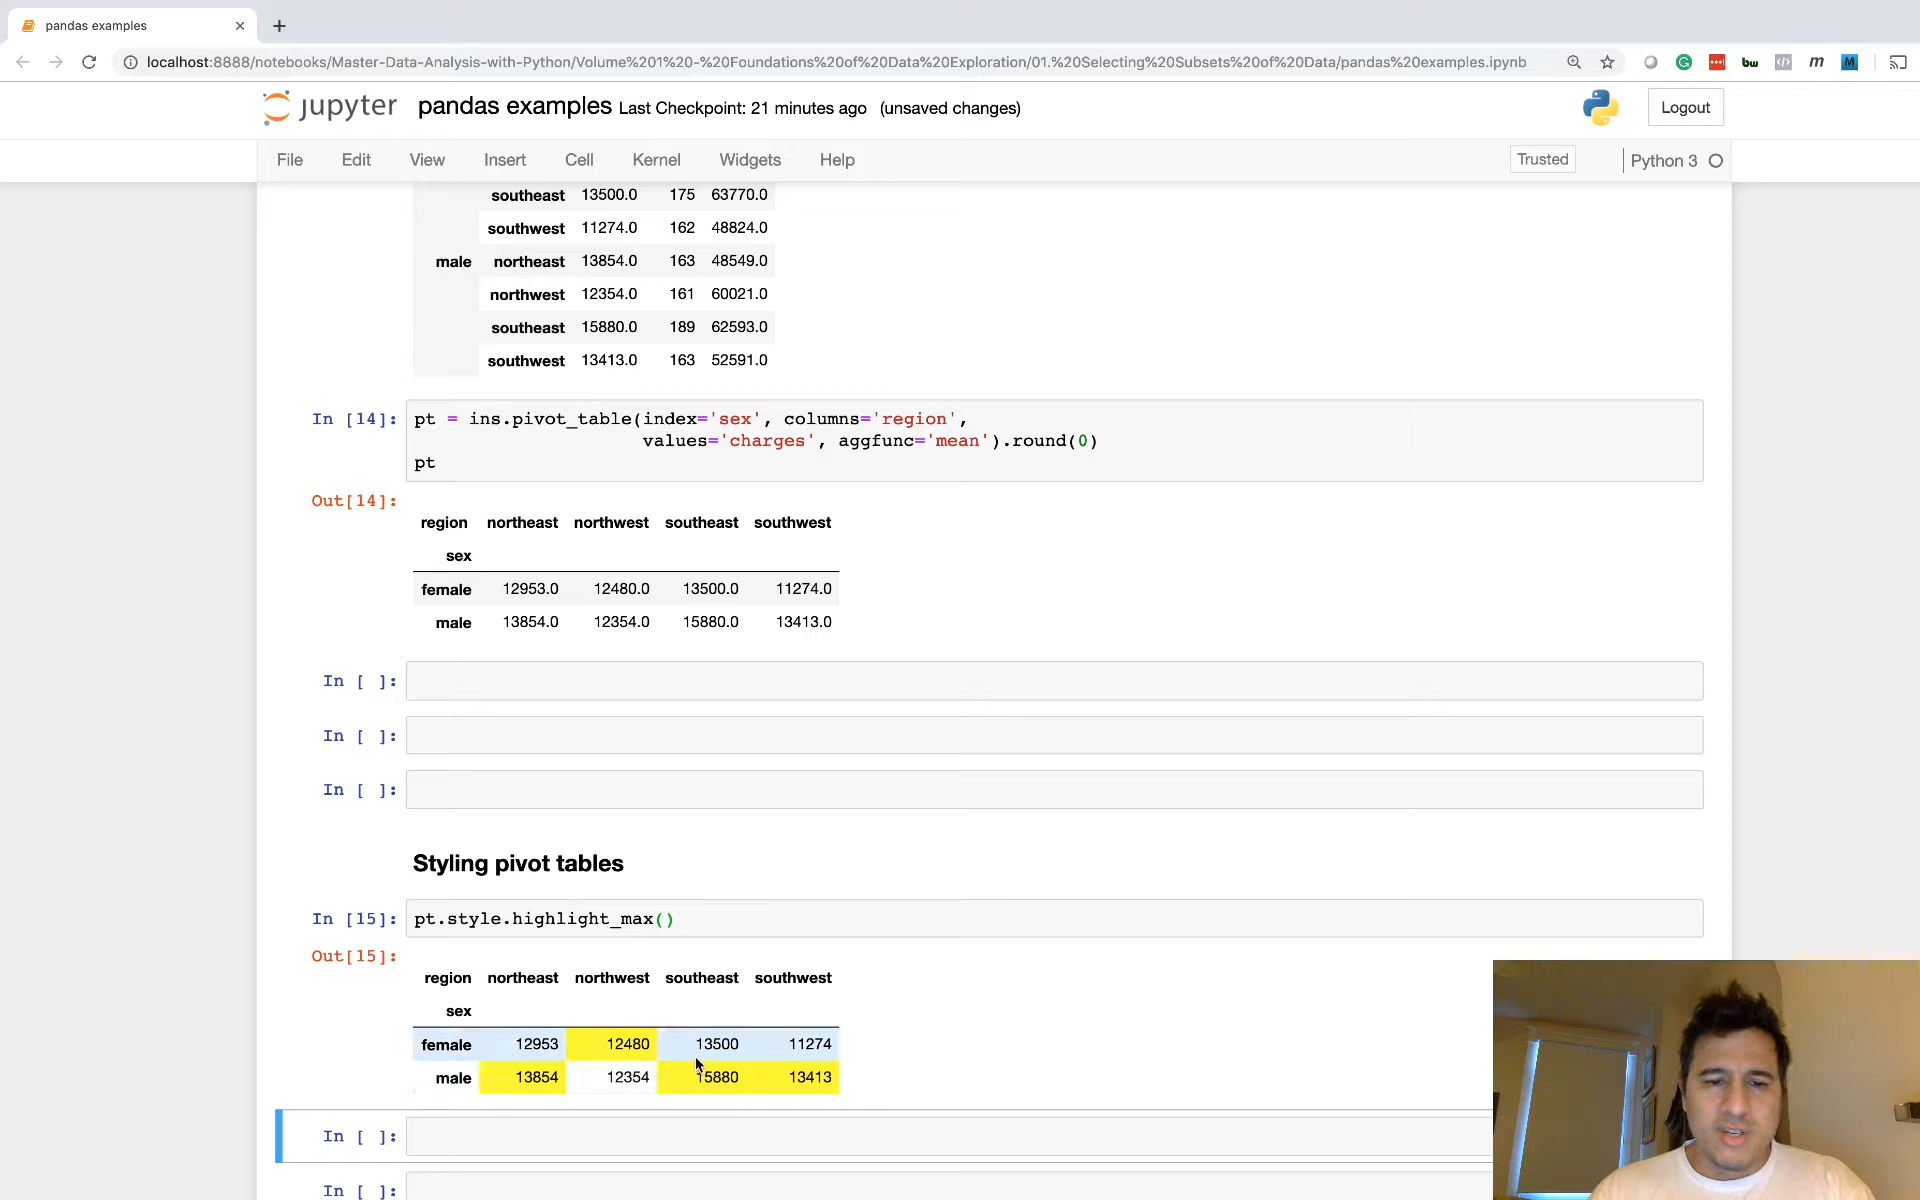 pandas examples
localhost:8888/notebooks/Master-Data-Analysis-with-Python/Volume%201%20-%20Foundations%20of%20Data%20Exploration/01.%20Selecting%20Subsets%20of%20Data/pandas%20examples.ipynb
bw m M
jupyter pandas examples Last Checkpoint: 21 minutes ago (unsaved changes) Logout
File Edit View Insert Cell Kernel Widgets Help Trusted Python 3
southeast 13500.0 175 63770.0
southwest 11274.0 162 48824.0
male northeast 13854.0 163 48549.0
northwest 12354.0 161 60021.0
southeast 15880.0 189 62593.0
southwest 13413.0 163 52591.0
In [14]: pt = ins.pivot_table(index='sex', columns='region',
values='charges', aggfunc='mean').round(0)
pt
Out[14]:
region northeast northwest southeast southwest
sex
female 12953.0 12480.0 13500.0 11274.0
male 13854.0 12354.0 15880.0 13413.0
In [ ]:
In [ ]:
In [ ]:
Styling pivot tables
In [15]: pt.style.highlight_max()
Out[15]:
region northeast northwest southeast southwest
sex
female 12953 12480 13500 11274
male 13854 12354 15880 13413
In [ ]:
In [ ]: